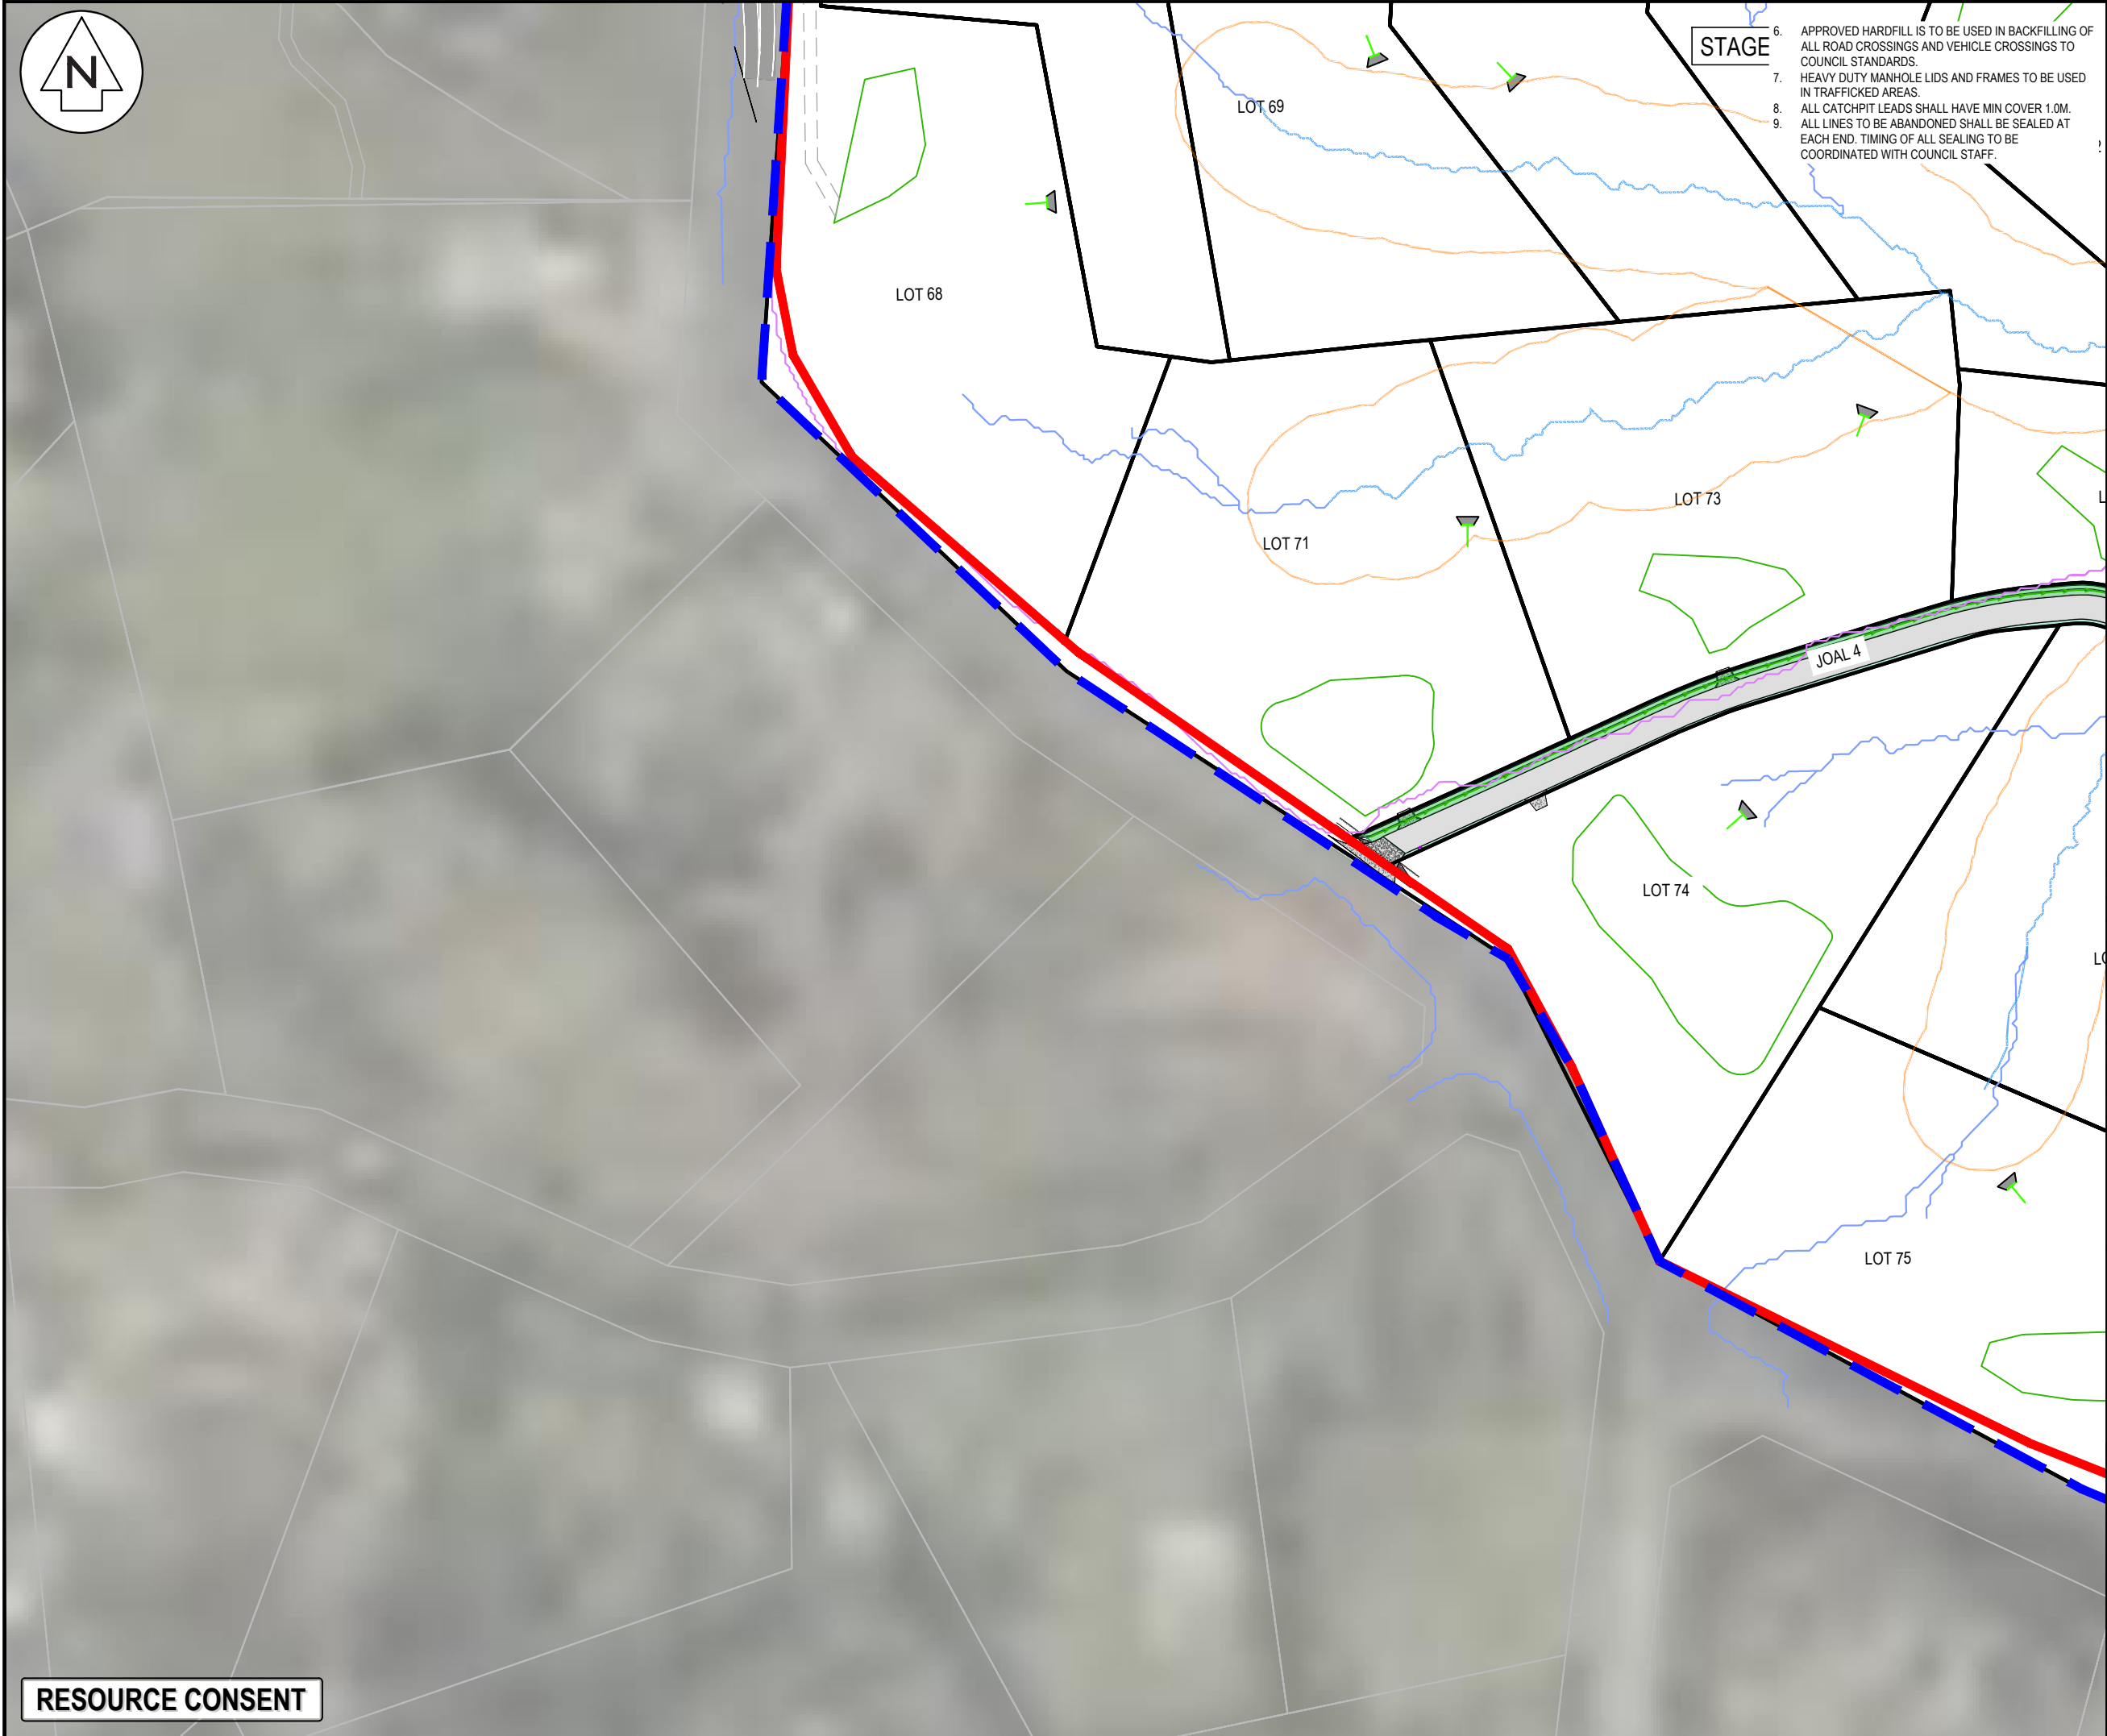 N
STAGE
6. APPROVED HARDFILL IS TO BE USED IN BACKFILLING OF
ALL ROAD CROSSINGS AND VEHICLE CROSSINGS TO
COUNCIL STANDARDS.
7. HEAVY DUTY MANHOLE LIDS AND FRAMES TO BE USED
IN TRAFFICKED AREAS.
8. ALL CATCHPIT LEADS SHALL HAVE MIN COVER 1.0M.
9. ALL LINES TO BE ABANDONED SHALL BE SEALED AT
EACH END. TIMING OF ALL SEALING TO BE
COORDINATED WITH COUNCIL STAFF.
LOT 69
LOT 68
LOT 73
LOT 71
JOAL 4
LOT 74
LOT 75
RESOURCE CONSENT